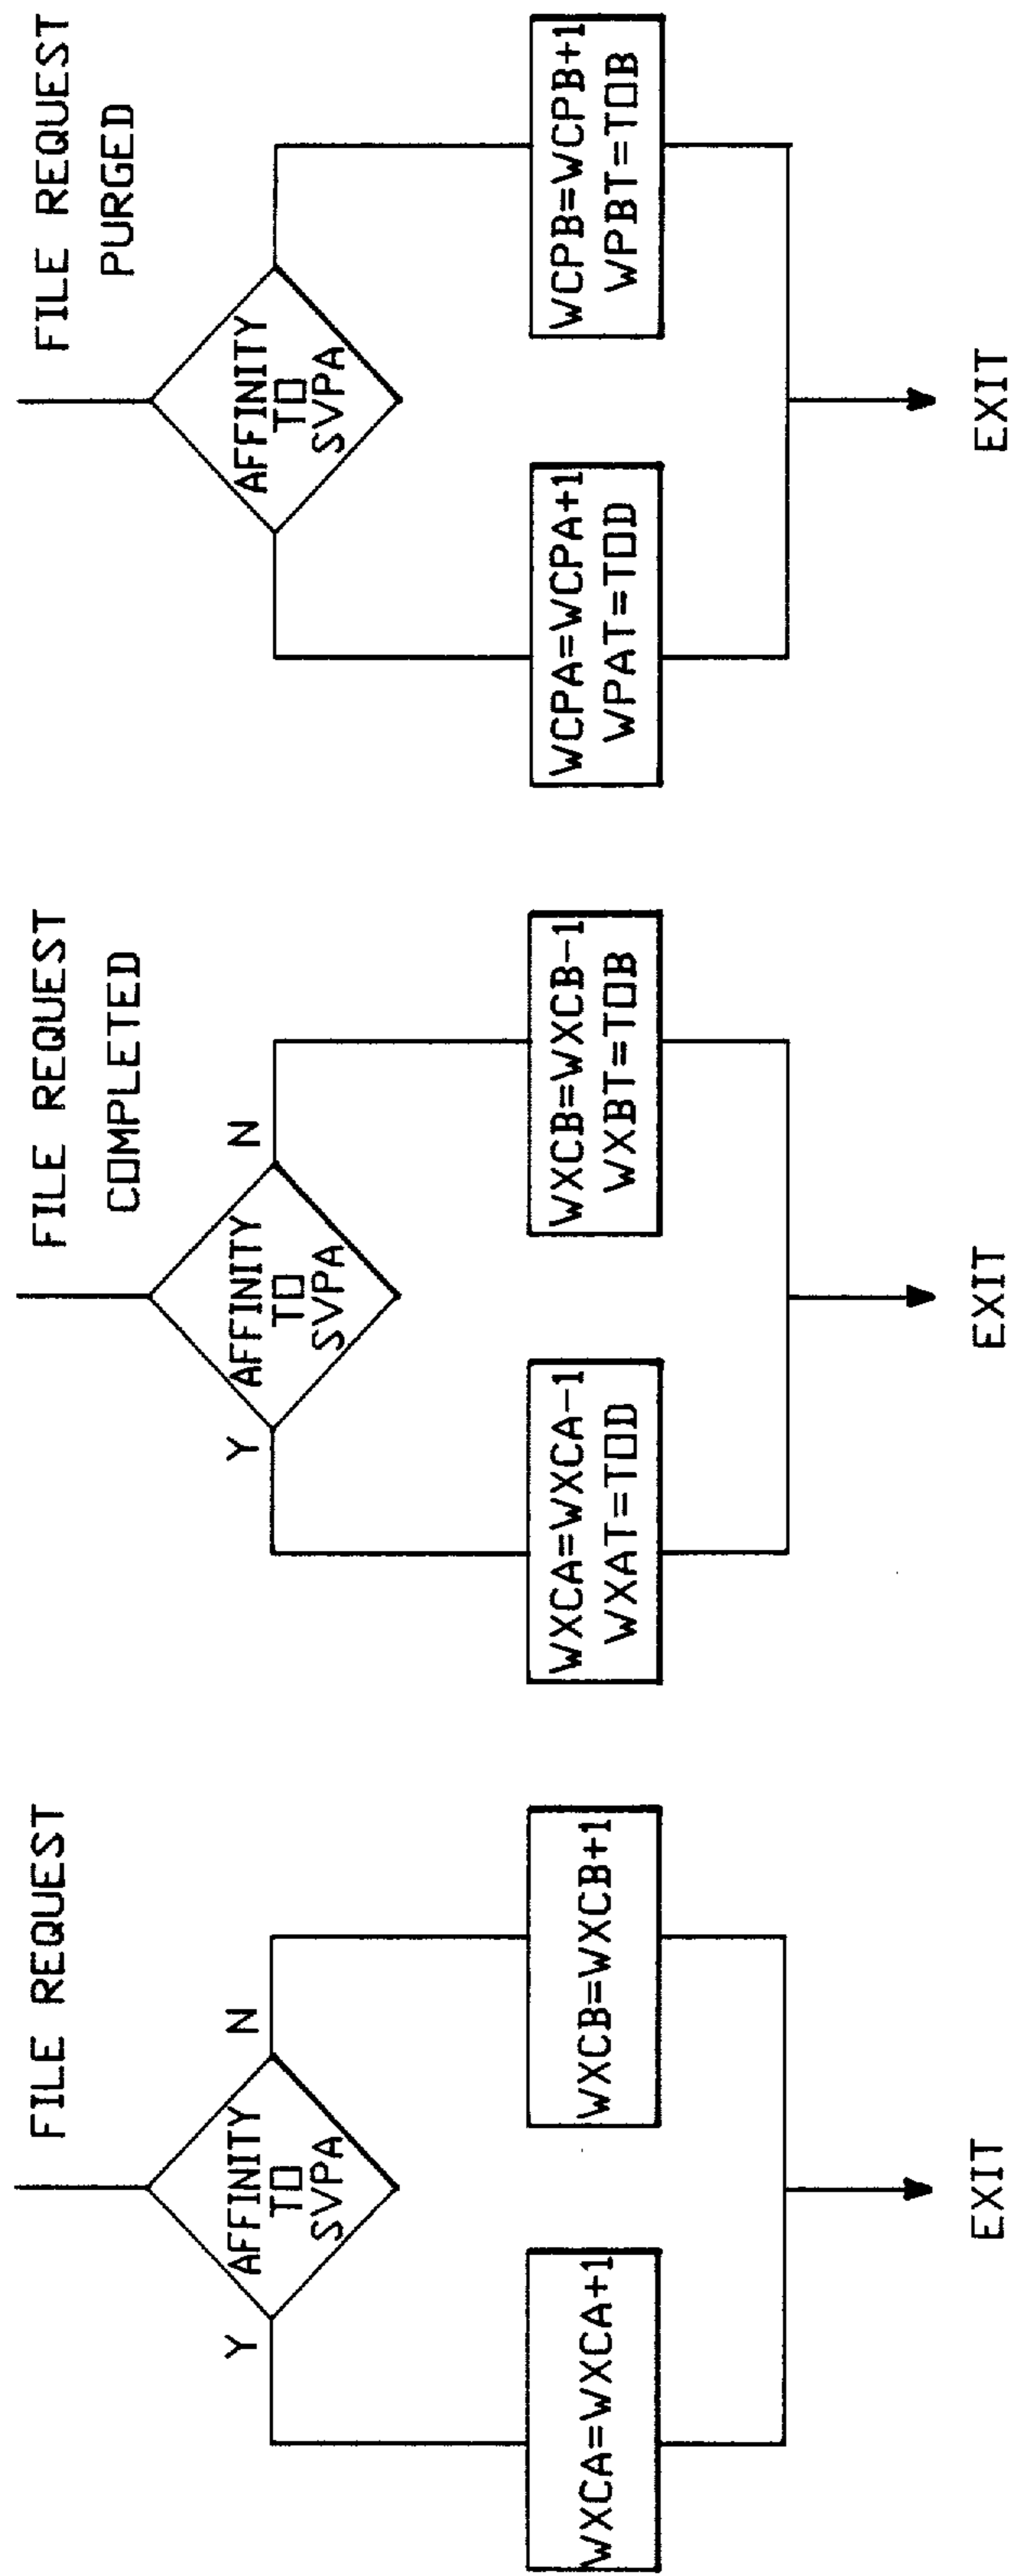 FILE REQUEST
AFFINITY
TO
SVPA
Y
N
WXCA=WXCA+1
WXCB=WXCB+1
EXIT
FILE REQUEST
COMPLETED
AFFINITY
TO
SVPA
Y
N
WXCA=WXCA-1
WXAT=TOD
WXCB=WXCB-1
WXBT=TOB
EXIT
FILE REQUEST
PURGED
AFFINITY
TO
SVPA
WCPA=WCPA+1
WPAT=TOD
WCPB=WCPB+1
WPBT=TOB
EXIT